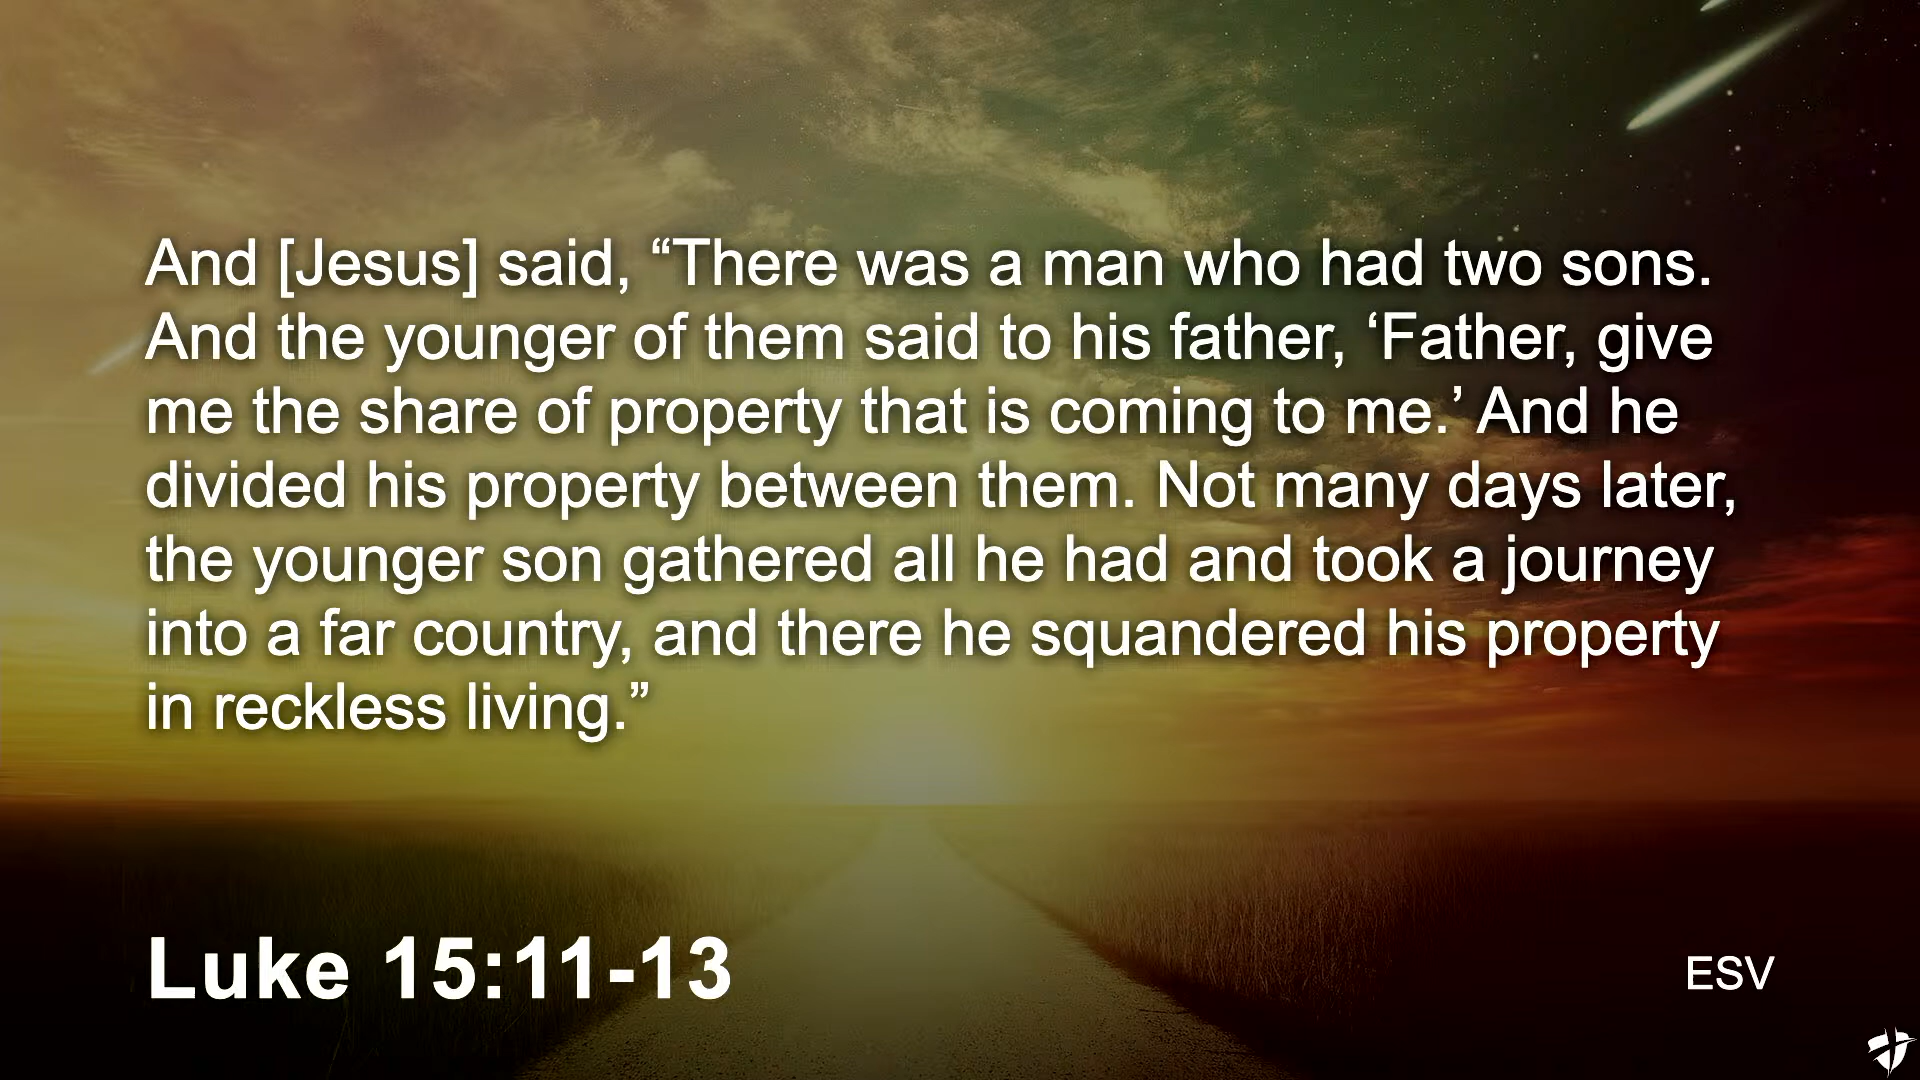 And [Jesus] said, “There was a man who had two sons.
And the younger of them said to his father, ‘Father, give
me the share of property that is coming to me.’ And he
divided his property between them. Not many days later,
the younger son gathered all he had and took a journey
into a far country, and there he squandered his property
in reckless living.”
Luke 15:11-13
ESV